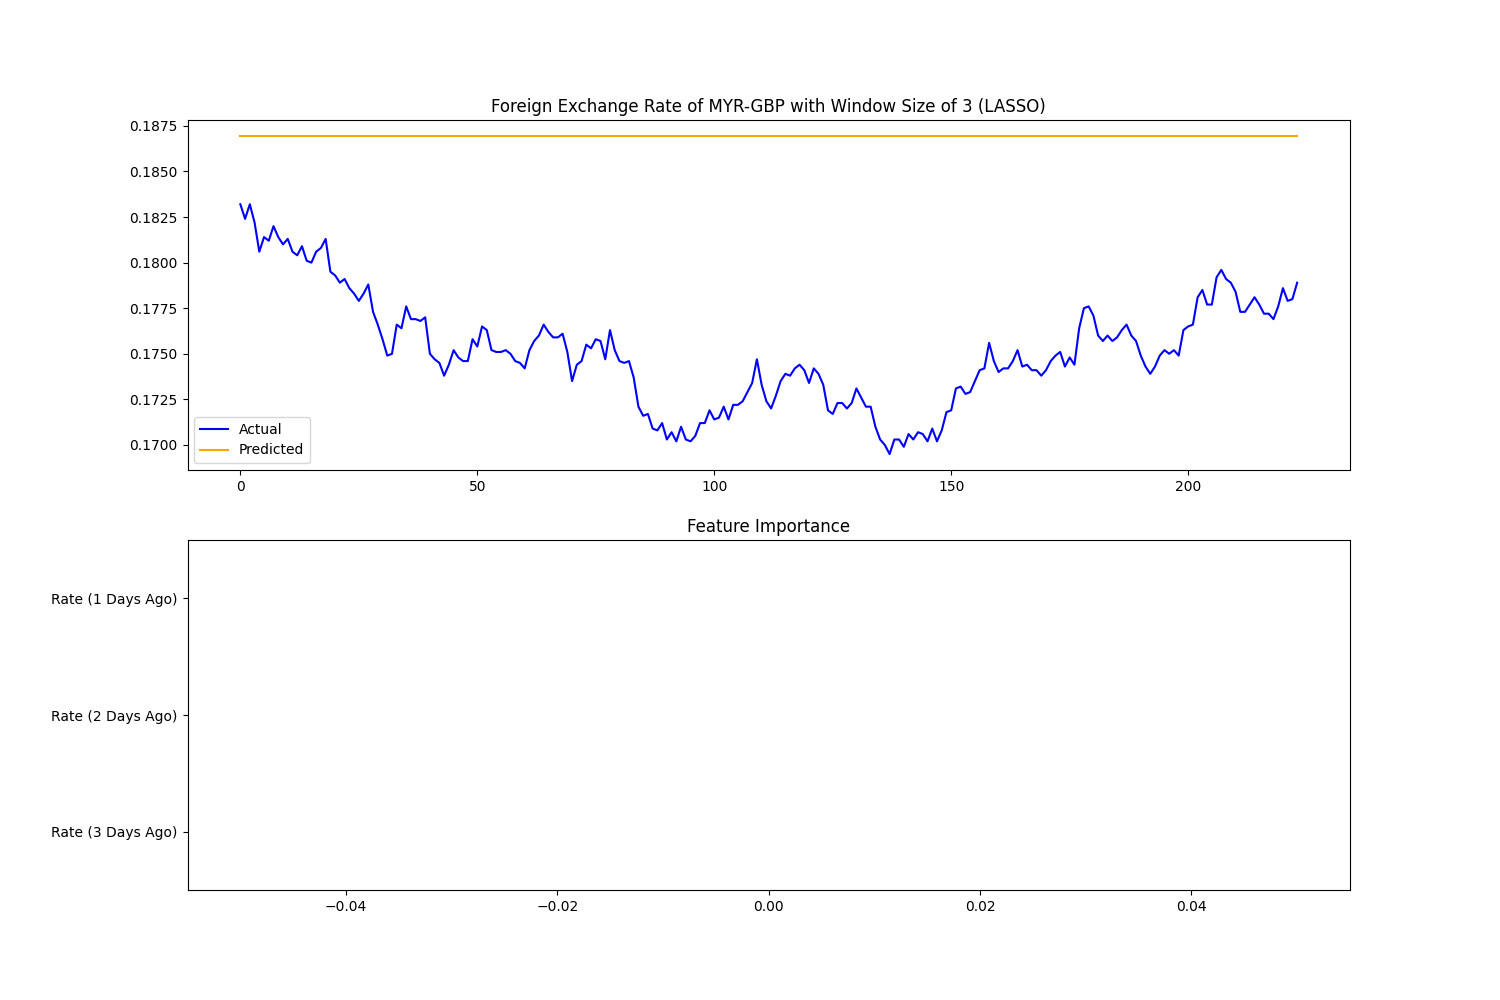 Foreign Exchange Rate of MYR-GBP with Window Size of 3 (LASSO)
0.1875
0.1850
0.1825
0.1800
0.1775
0.1750
0.1725
0.1700
Actual
Predicted
0 50 100 150 200
Feature Importance
Rate (1 Days Ago)
Rate (2 Days Ago)
Rate (3 Days Ago)
−0.04 −0.02 0.00 0.02 0.04